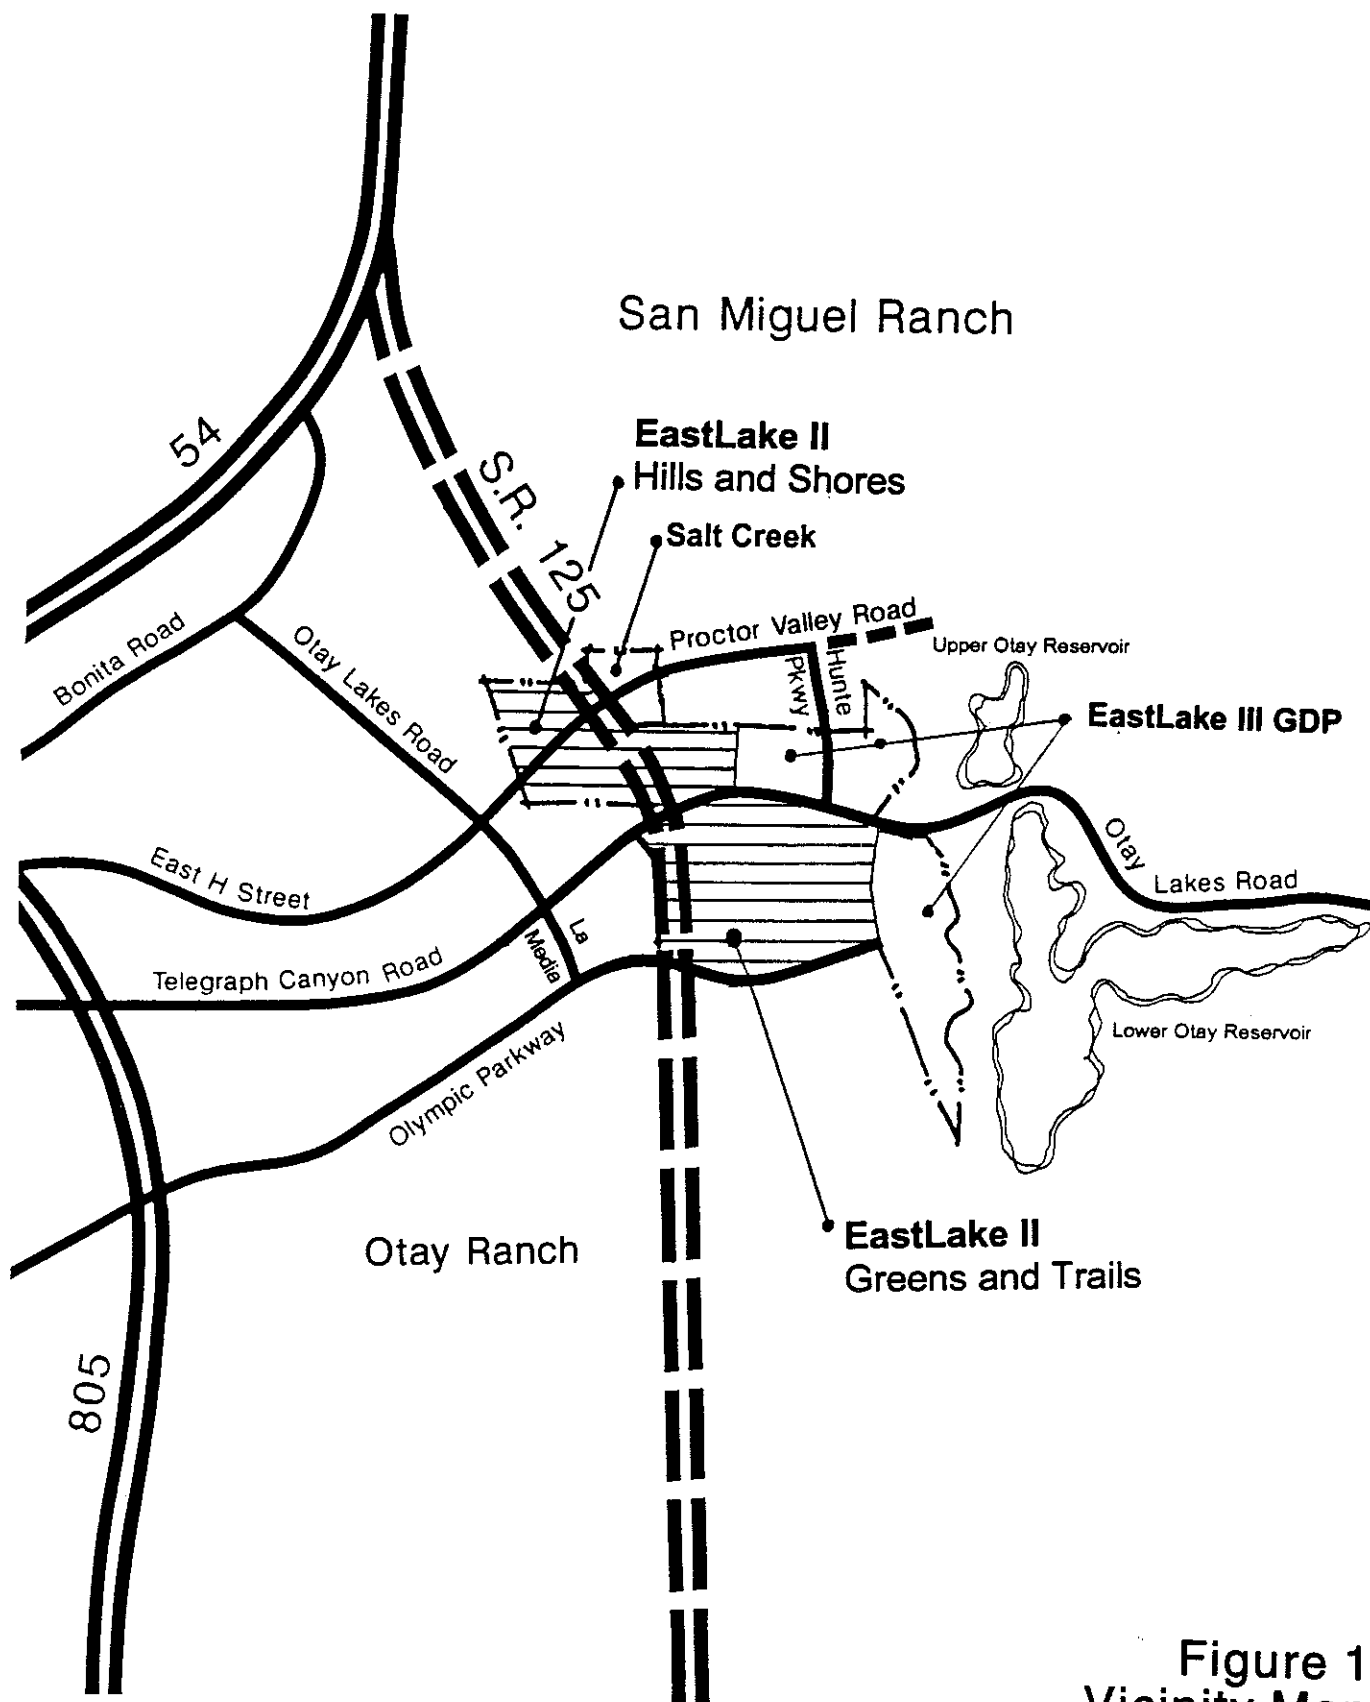 San Miguel Ranch
54
EastLake II
Hills and Shores
S.R. 125
Salt Creek
Proctor Valley Road
Bonita Road
Otay Lakes Road
Upper Otay Reservoir
Hunte
Pkwy
EastLake III GDP
Otay
Lakes Road
East H Street
La
Media
Telegraph Canyon Road
Lower Otay Reservoir
Olympic Parkway
EastLake II
Greens and Trails
Otay Ranch
805
Figure 1
Vicinity Map